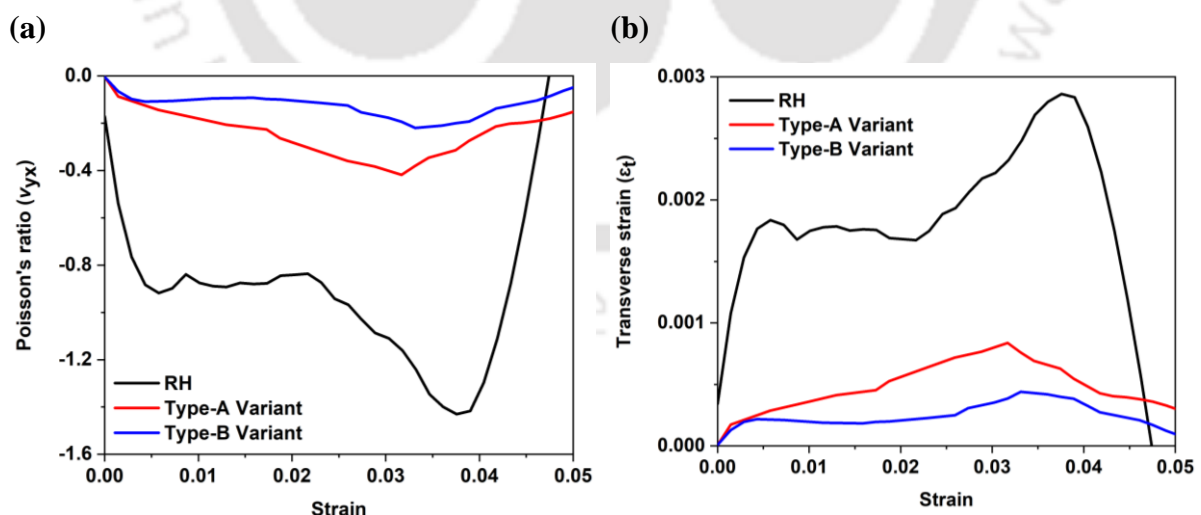 (a)
(b)
0.0
-0.4
-0.8
-1.2
-1.6
Poisson's ratio (νyx)
RH
Type-A Variant
Type-B Variant
0.00
0.01
0.02
0.03
0.04
0.05
Strain
0.003
0.002
0.001
0.000
Transverse strain (εt)
RH
Type-A Variant
Type-B Variant
0.00
0.01
0.02
0.03
0.04
0.05
Strain